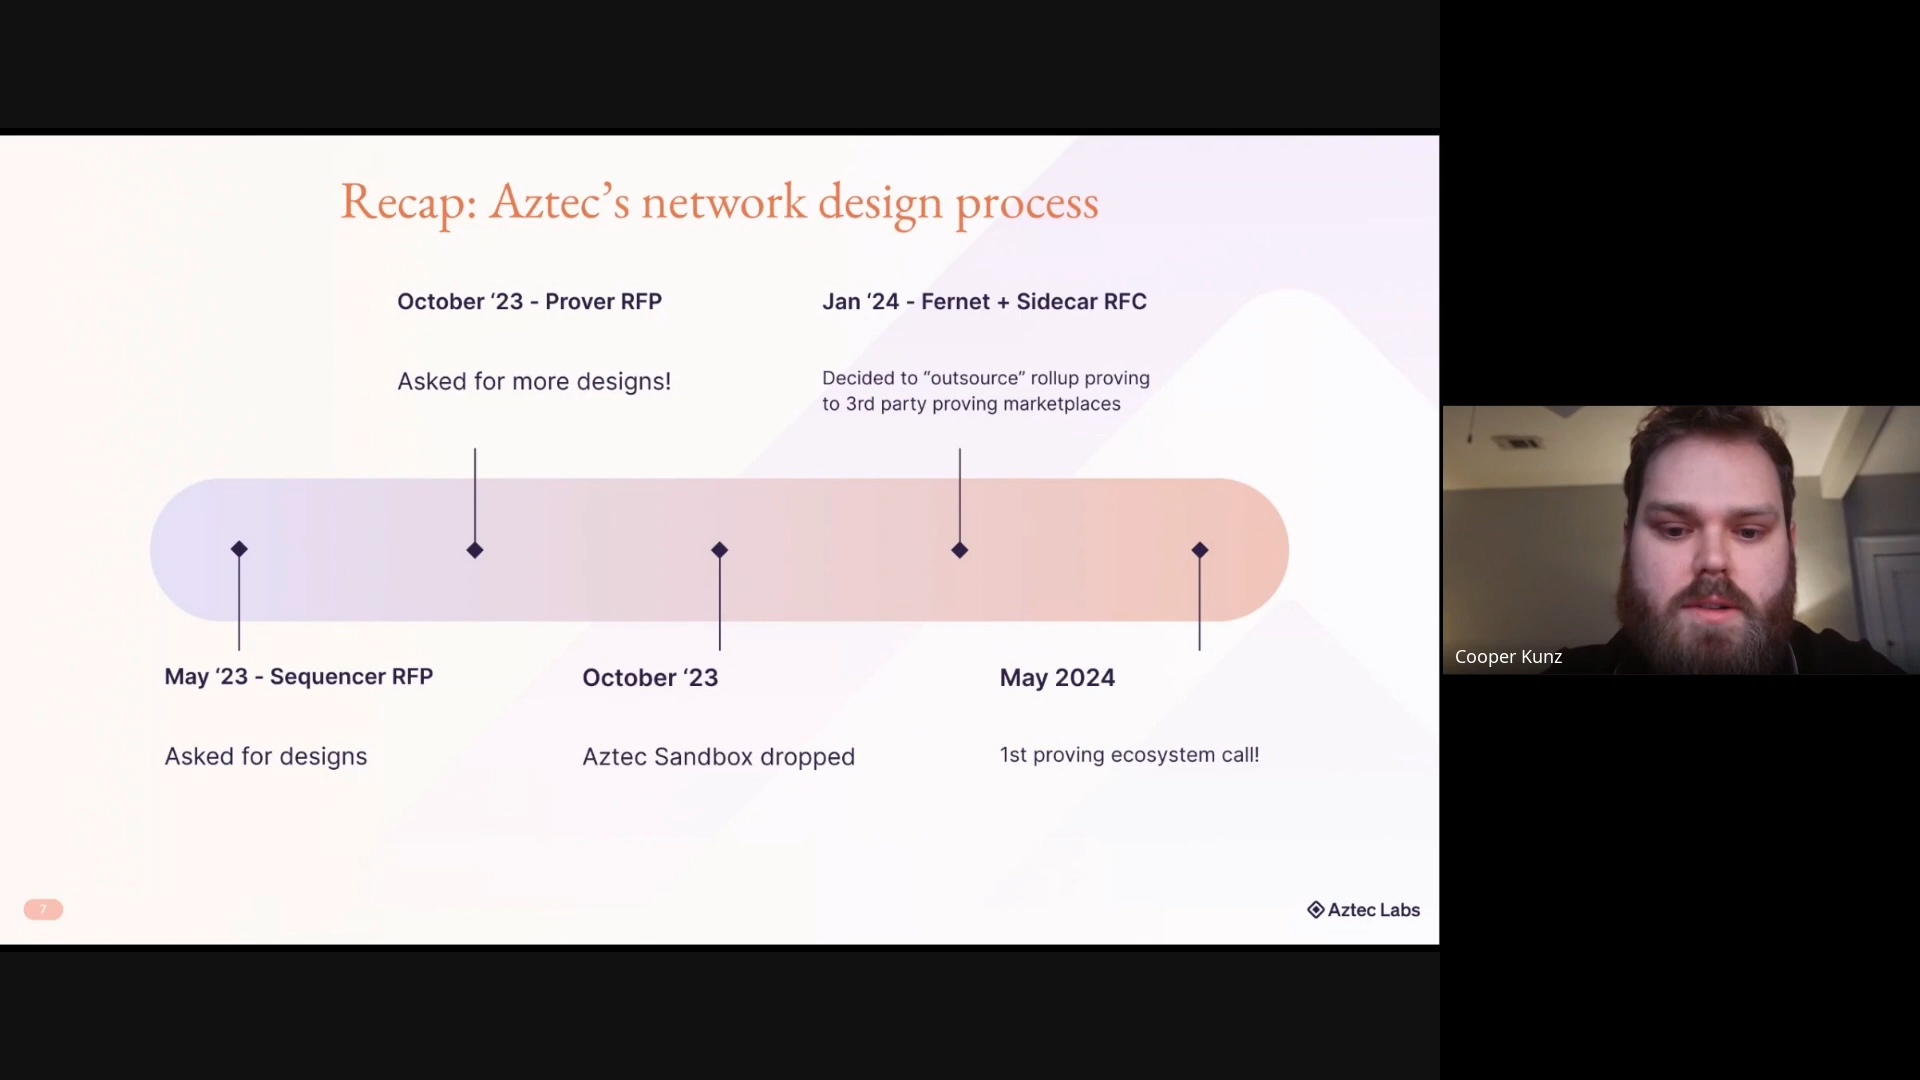 Recap: Aztec’s network design process
October ‘23 - Prover RFP
Asked for more designs!
Jan ‘24 - Fernet + Sidecar RFC
Decided to “outsource” rollup proving
to 3rd party proving marketplaces
May ‘23 - Sequencer RFP
Asked for designs
October ‘23
Aztec Sandbox dropped
May 2024
1st proving ecosystem call!
7
Aztec Labs
Cooper Kunz